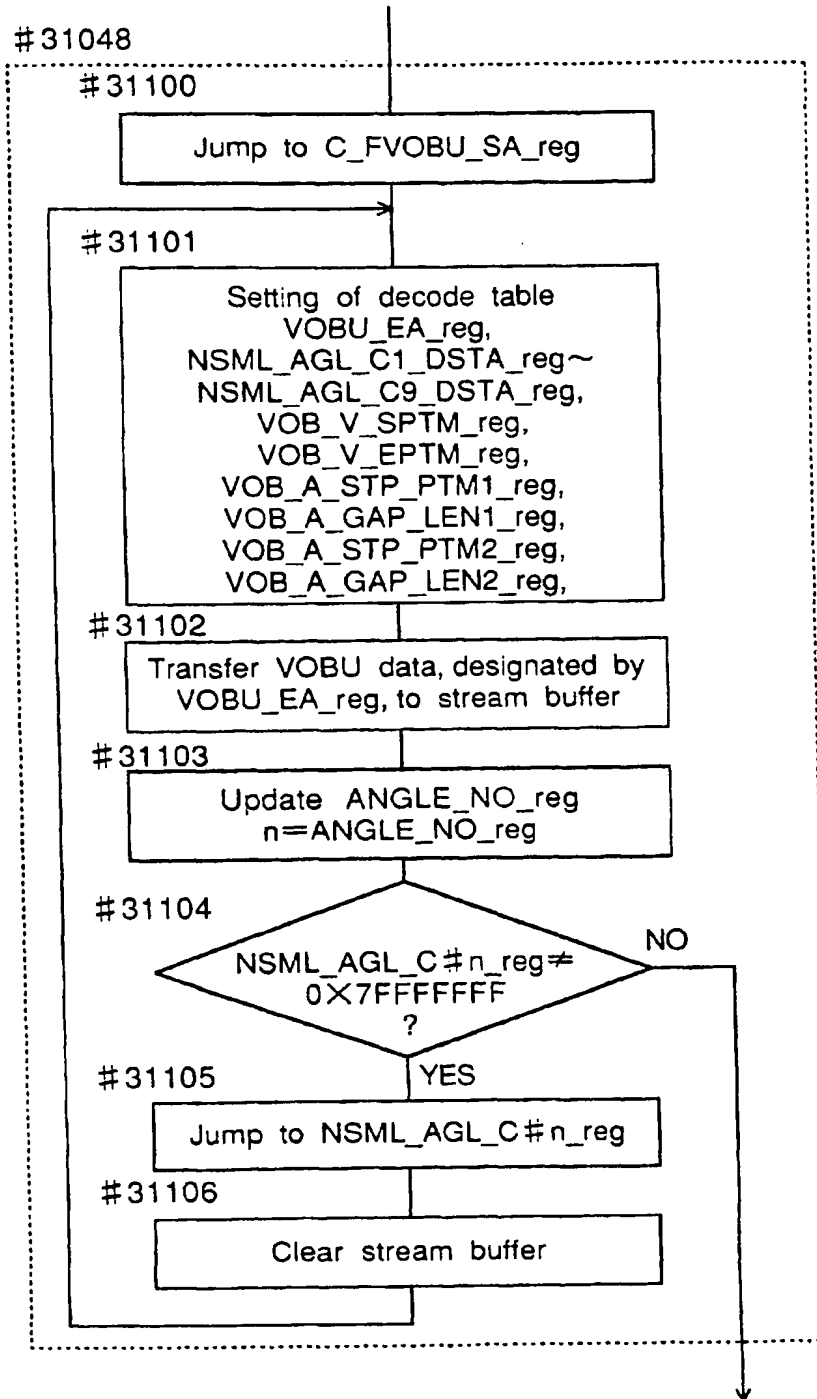 #31048
#31100
Jump to C_FVOBU_SA_reg
#31101
Setting of decode table
VOBU_EA_reg,
NSML_AGL_C1_DSTA_reg~
NSML_AGL_C9_DSTA_reg,
VOB_V_SPTM_reg,
VOB_V_EPTM_reg,
VOB_A_STP_PTM1_reg,
VOB_A_GAP_LEN1_reg,
VOB_A_STP_PTM2_reg,
VOB_A_GAP_LEN2_reg,
#31102
Transfer VOBU data, designated by
VOBU_EA_reg, to stream buffer
#31103
Update ANGLE_NO_reg
n=ANGLE_NO_reg
#31104
NSML_AGL_C#n_reg≠
0X7FFFFFFF
?
NO
YES
#31105
Jump to NSML_AGL_C#n_reg
#31106
Clear stream buffer